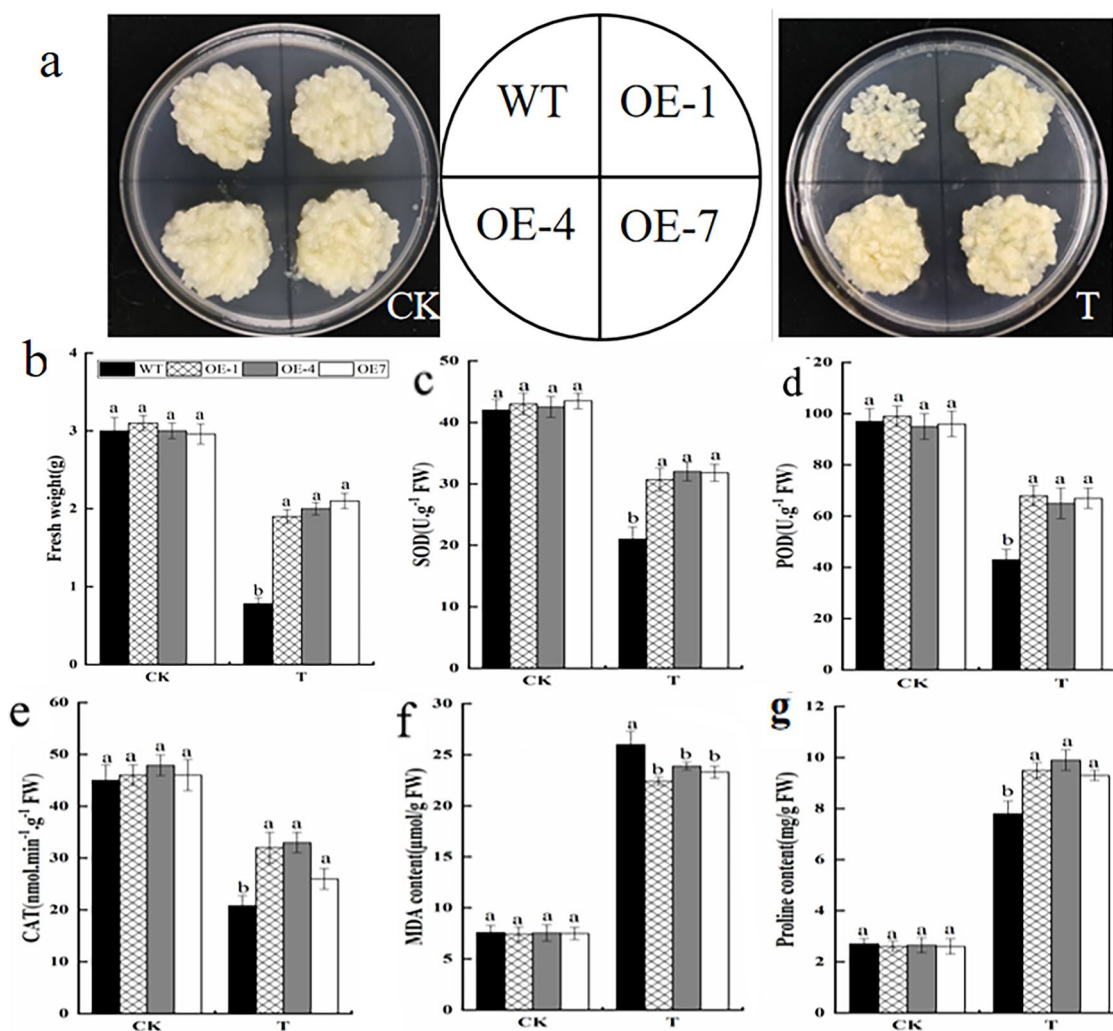 a
WT OE-1
OE-4 OE-7
CK
T
b
WT OE-1 OE-4 OE7
4
3
2
1
0
Fresh weight(g)
a a a a
b a a a
CK T
c
50
40
30
20
10
0
SOD(U.g⁻¹ FW)
a a a a
b a a a
CK T
d
120
100
80
60
40
20
0
POD(U.g⁻¹ FW)
a a a a
b a a a
CK T
e
60
50
40
30
20
10
0
CAT(nmol.min⁻¹.g⁻¹ FW)
a a a a
b a a a
CK T
f
30
25
20
15
10
5
0
MDA content(μmol/g FW)
a a a a
a b b b
CK T
g
12
10
8
6
4
2
0
Proline content(mg/g FW)
a a a a
b a a a
CK T